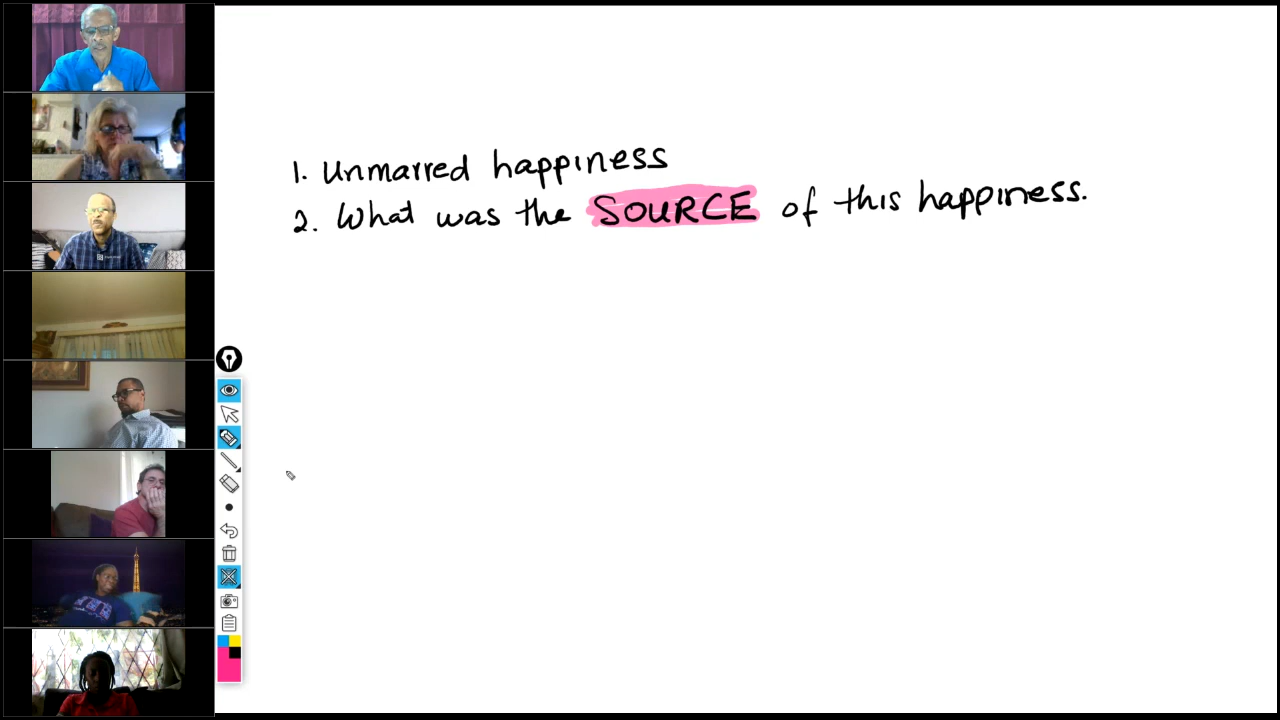 1. Unmarred happiness
2. What was the SOURCE of this happiness.